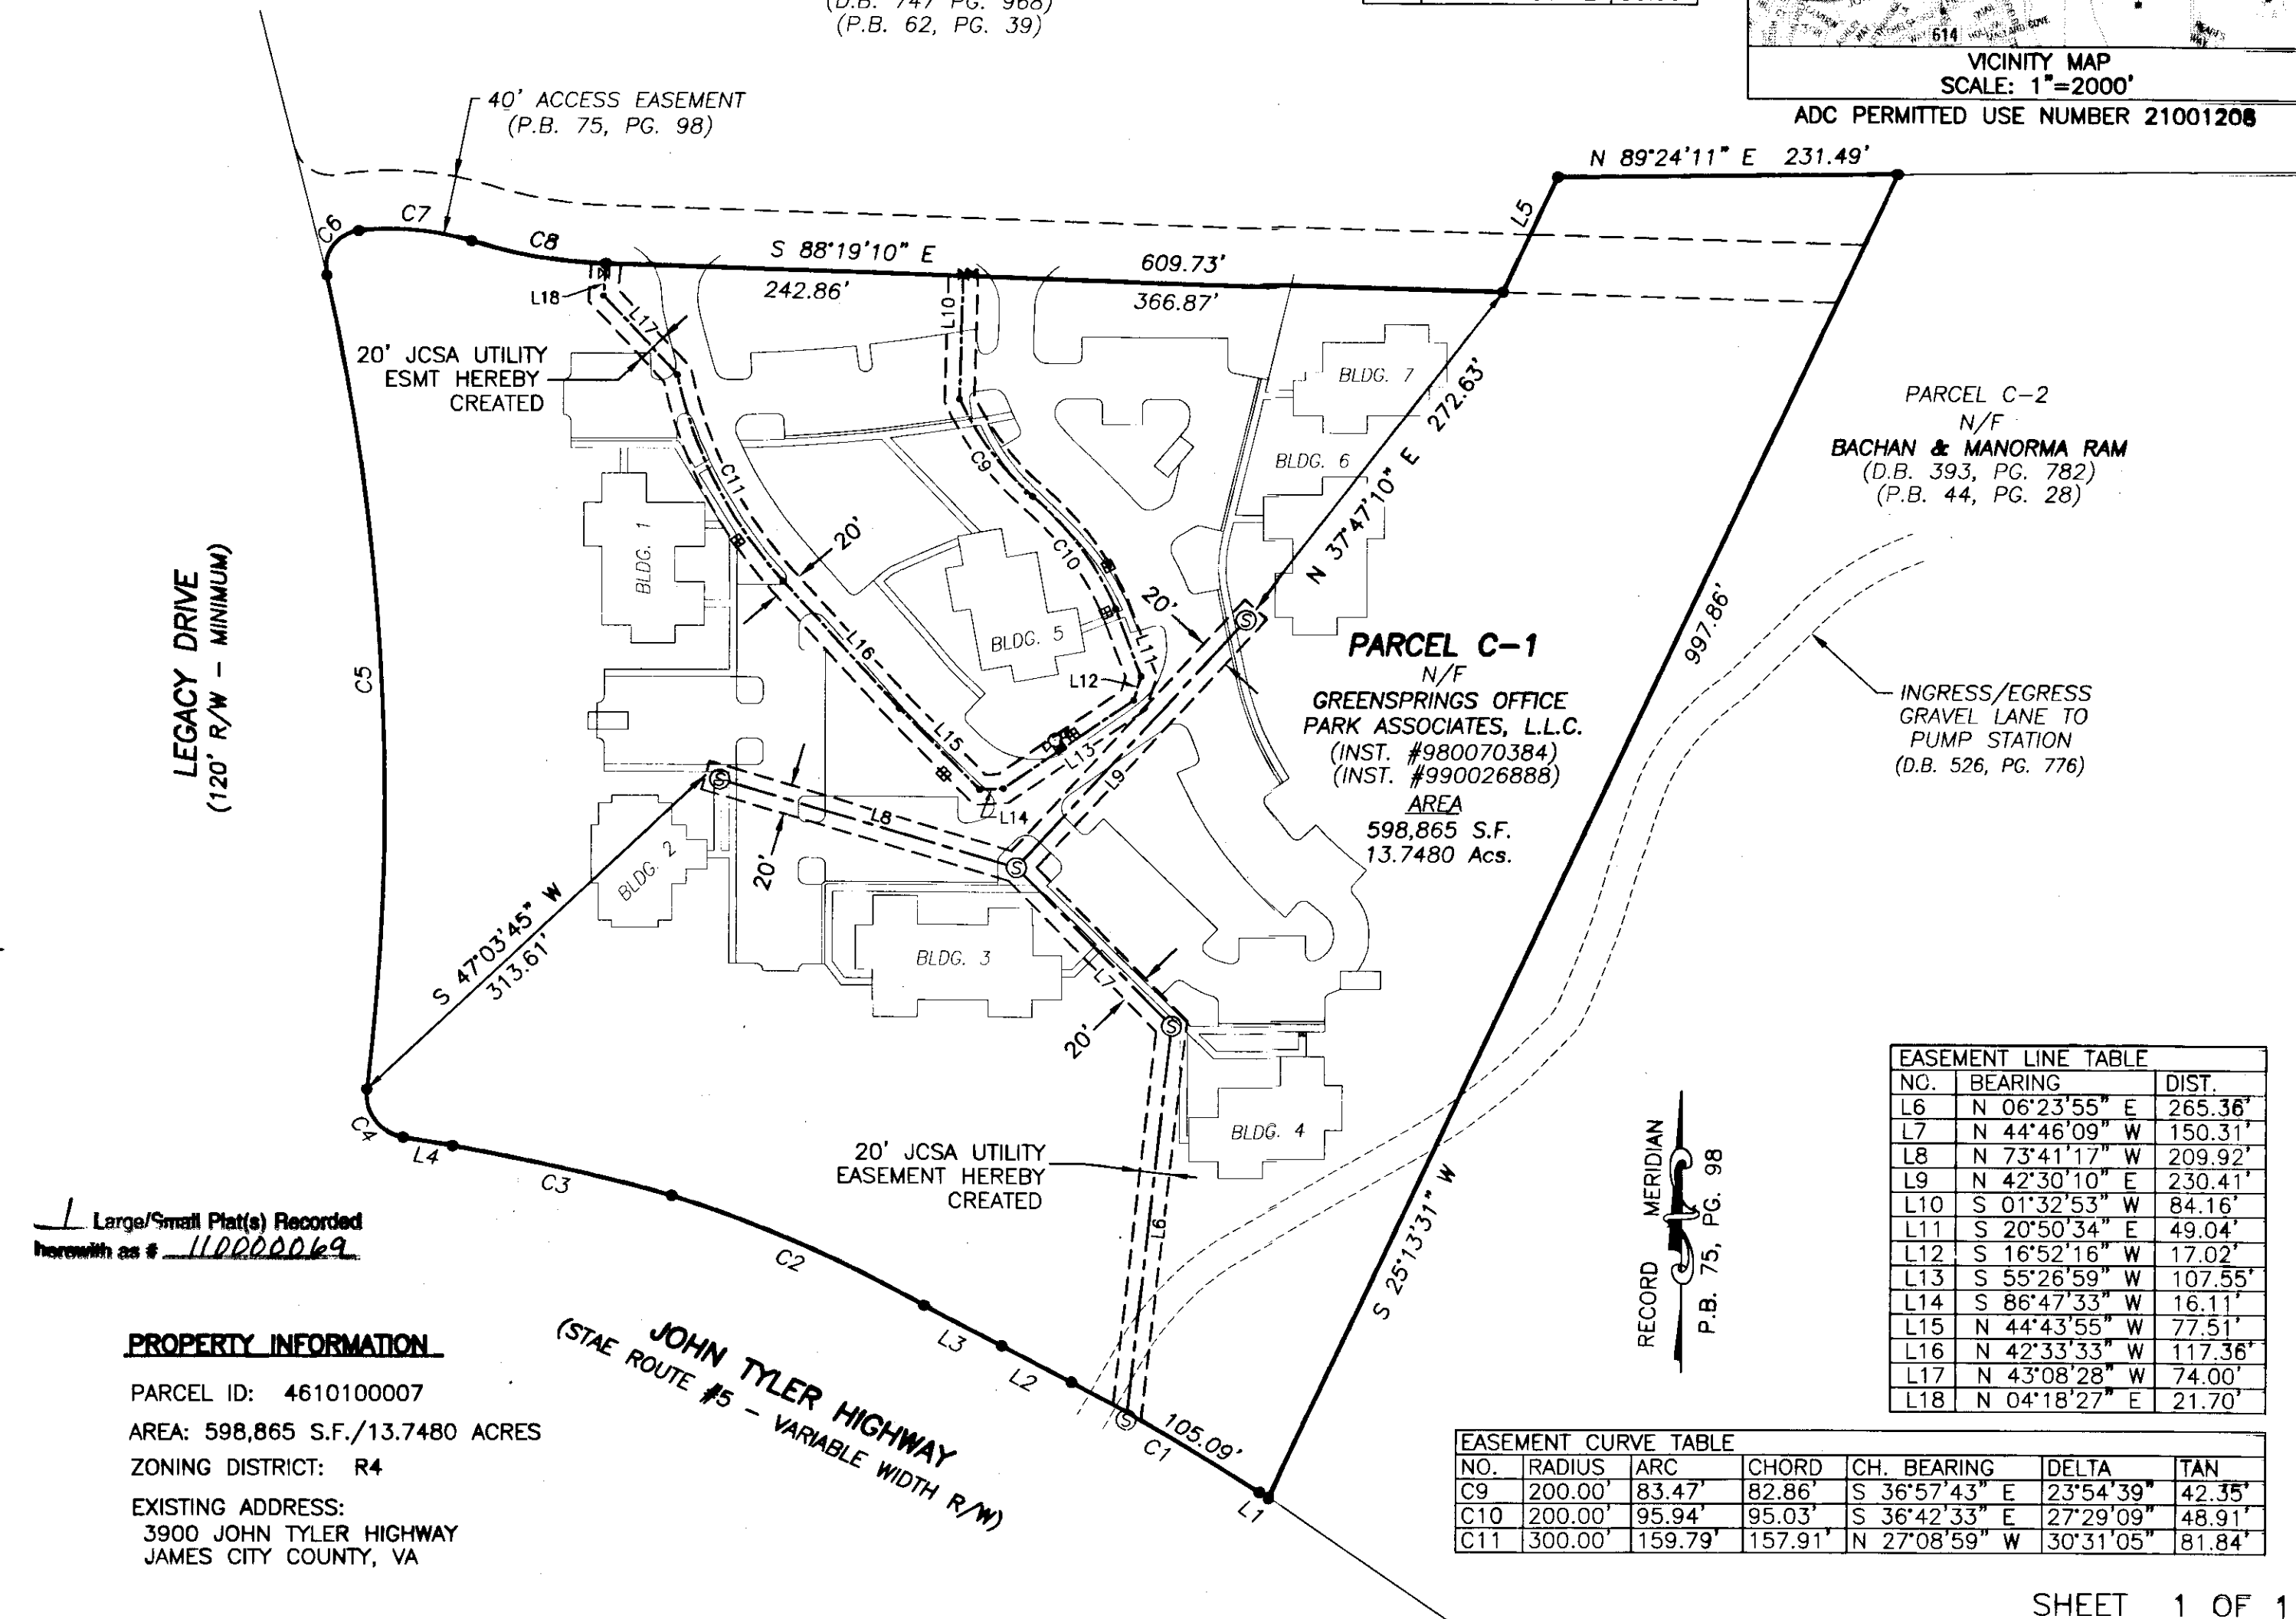 (D.B. 747 PG. 968)
(P.B. 62, PG. 39)
614
VICINITY MAP
SCALE: 1"=2000'
ADC PERMITTED USE NUMBER 21001208
40' ACCESS EASEMENT
(P.B. 75, PG. 98)
N 89°24'11" E 231.49'
L5
C6
C7
C8
S 88°19'10" E
609.73'
242.86'
366.87'
L18
L17
L10
20' JCSA UTILITY
ESMT HEREBY
CREATED
BLDG. 7
N 37°47'10" E 272.63'
BLDG. 6
PARCEL C-2
N/F
BACHAN & MANORMA RAM
(D.B. 393, PG. 782)
(P.B. 44, PG. 28)
C11
C9
C10
20'
20'
BLDG. 1
BLDG. 5
L16
L11
L12
LEGACY DRIVE
(120' R/W - MINIMUM)
C5
PARCEL C-1
N/F
GREENSPRINGS OFFICE
PARK ASSOCIATES, L.L.C.
(INST. #980070384)
(INST. #990026888)
AREA
598,865 S.F.
13.7480 Acs.
997.86'
INGRESS/EGRESS
GRAVEL LANE TO
PUMP STATION
(D.B. 526, PG. 776)
L15
L13
L9
L14
S
S
S
L8
20'
BLDG. 2
BLDG. 3
S 47°03'45" W
313.61'
L7
20'
S
BLDG. 4
C4
L4
C3
20' JCSA UTILITY
EASEMENT HEREBY
CREATED
L6
C2
L3
L2
S
105.09'
C1
L1
S 25°13'31" W
JOHN TYLER HIGHWAY
(STAE ROUTE #5 - VARIABLE WIDTH R/W)
RECORD MERIDIAN
P.B. 75, PG. 98
1 Large/Small Plat(s) Recorded
herewith as # 110000069
PROPERTY INFORMATION
PARCEL ID: 4610100007
AREA: 598,865 S.F./13.7480 ACRES
ZONING DISTRICT: R4
EXISTING ADDRESS:
3900 JOHN TYLER HIGHWAY
JAMES CITY COUNTY, VA
EASEMENT LINE TABLE
NO. BEARING DIST.
L6 N 06°23'55" E 265.36'
L7 N 44°46'09" W 150.31'
L8 N 73°41'17" W 209.92'
L9 N 42°30'10" E 230.41'
L10 S 01°32'53" W 84.16'
L11 S 20°50'34" E 49.04'
L12 S 16°52'16" W 17.02'
L13 S 55°26'59" W 107.55'
L14 S 86°47'33" W 16.11'
L15 N 44°43'55" W 77.51'
L16 N 42°33'33" W 117.36'
L17 N 43°08'28" W 74.00'
L18 N 04°18'27" E 21.70'
EASEMENT CURVE TABLE
NO. RADIUS ARC CHORD CH. BEARING DELTA TAN
C9 200.00' 83.47' 82.86' S 36°57'43" E 23°54'39" 42.35'
C10 200.00' 95.94' 95.03' S 36°42'33" E 27°29'09" 48.91'
C11 300.00' 159.79' 157.91' N 27°08'59" W 30°31'05" 81.84'
SHEET 1 OF 1